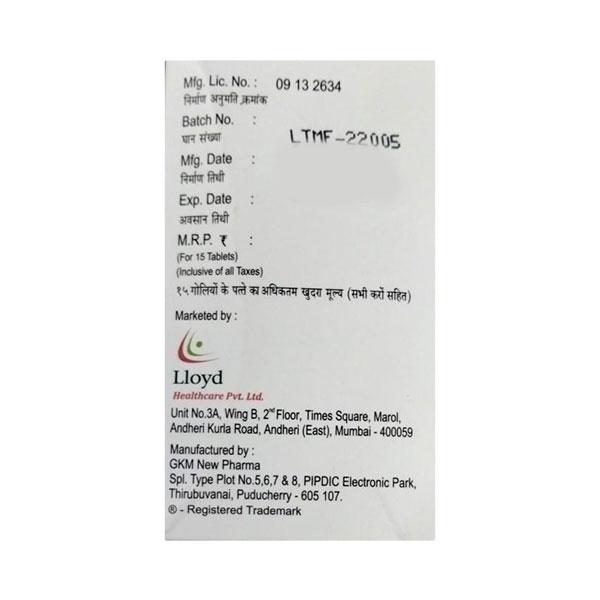 Mfg. Lic. No. : 09 13 2634
निर्माण अनुमति क्रमांक
Batch No. : LTMF-22005
घान संख्या
Mfg. Date :
निर्माण तिथी
Exp. Date :
अवसान तिथी
M.R.P. ₹ :
(For 15 Tablets)
(Inclusive of all Taxes)
१५ गोलियों के पत्ते का अधिकतम खुदरा मूल्य (सभी करों सहित)
Marketed by :
Lloyd
Healthcare Pvt. Ltd.
Unit No.3A, Wing B, 2nd Floor, Times Square, Marol,
Andheri Kurla Road, Andheri (East), Mumbai - 400059
Manufactured by :
GKM New Pharma
Spl. Type Plot No.5,6,7 & 8, PIPDIC Electronic Park,
Thirubuvanai, Puducherry - 605 107.
® - Registered Trademark